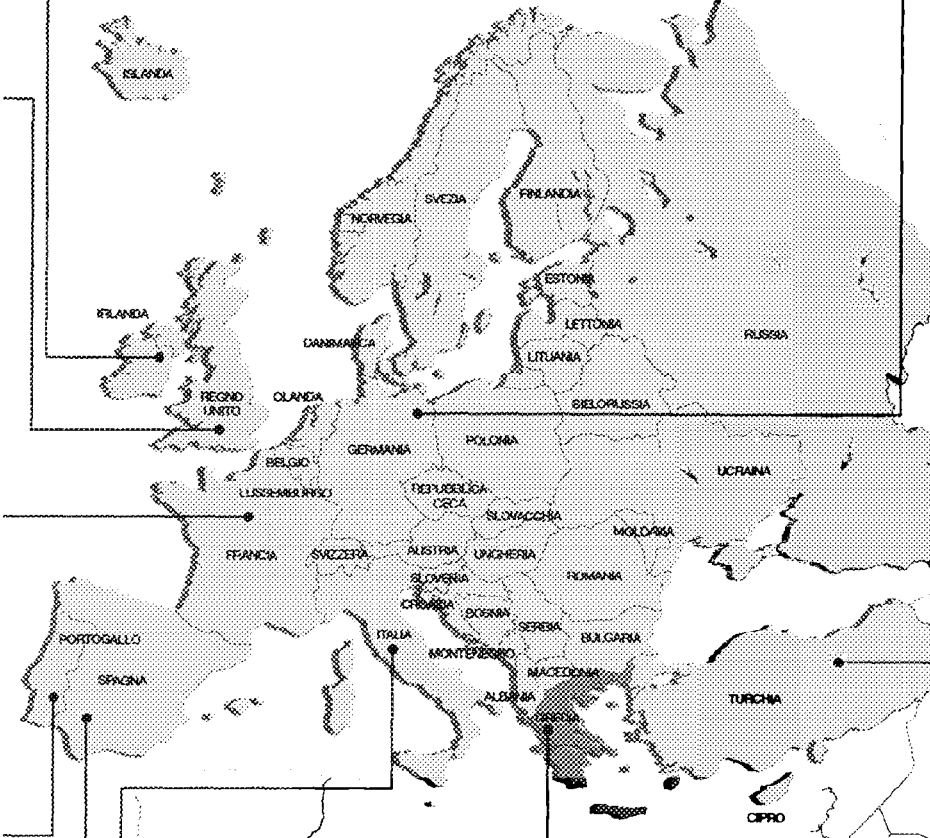 ISLANDA
SVEZIA
FINLANDIA
NORVEGIA
ESTONIA
IRLANDA
LETTONIA
RUSSIA
DANIMARCA
LITUANIA
REGNO
UNITO
OLANDA
BIELORUSSIA
GERMANIA
POLONIA
BELGIO
UCRAINA
LUSSEMBURGO
REPUBBLICA
CECA
SLOVACCHIA
MOLDAVIA
FRANCIA
SVIZZERA
AUSTRIA
UNGHERIA
ROMANIA
SLOVENIA
CROAZIA
BOSNIA
SERBIA
ITALIA
BULGARIA
PORTOGALLO
MONTENEGRO
MACEDONIA
SPAGNA
ALBANIA
TURCHIA
GRECIA
CIPRO